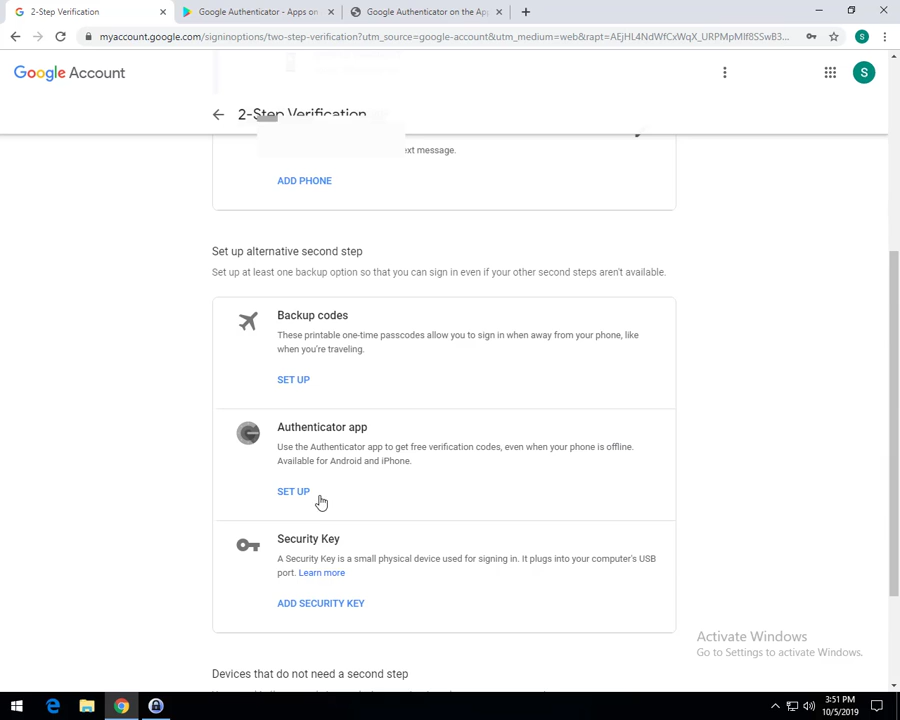 2-Step Verification
Google Authenticator - Apps on
Google Authenticator on the Ap
myaccount.google.com/signinoptions/two-step-verification?utm_source=google-account&utm_medium=web&rapt=AEjHL4NdWfCxWqX_URPMpMlf8SSwB3...
S
Google Account
S
2-Step Verification
ext message.
ADD PHONE
Set up alternative second step
Set up at least one backup option so that you can sign in even if your other second steps aren't available.
Backup codes
These printable one-time passcodes allow you to sign in when away from your phone, like
when you're traveling.
SET UP
Authenticator app
Use the Authenticator app to get free verification codes, even when your phone is offline.
Available for Android and iPhone.
SET UP
Security Key
A Security Key is a small physical device used for signing in. It plugs into your computer's USB
port. Learn more
ADD SECURITY KEY
Activate Windows
Go to Settings to activate Windows.
Devices that do not need a second step
3:51 PM
10/5/2019